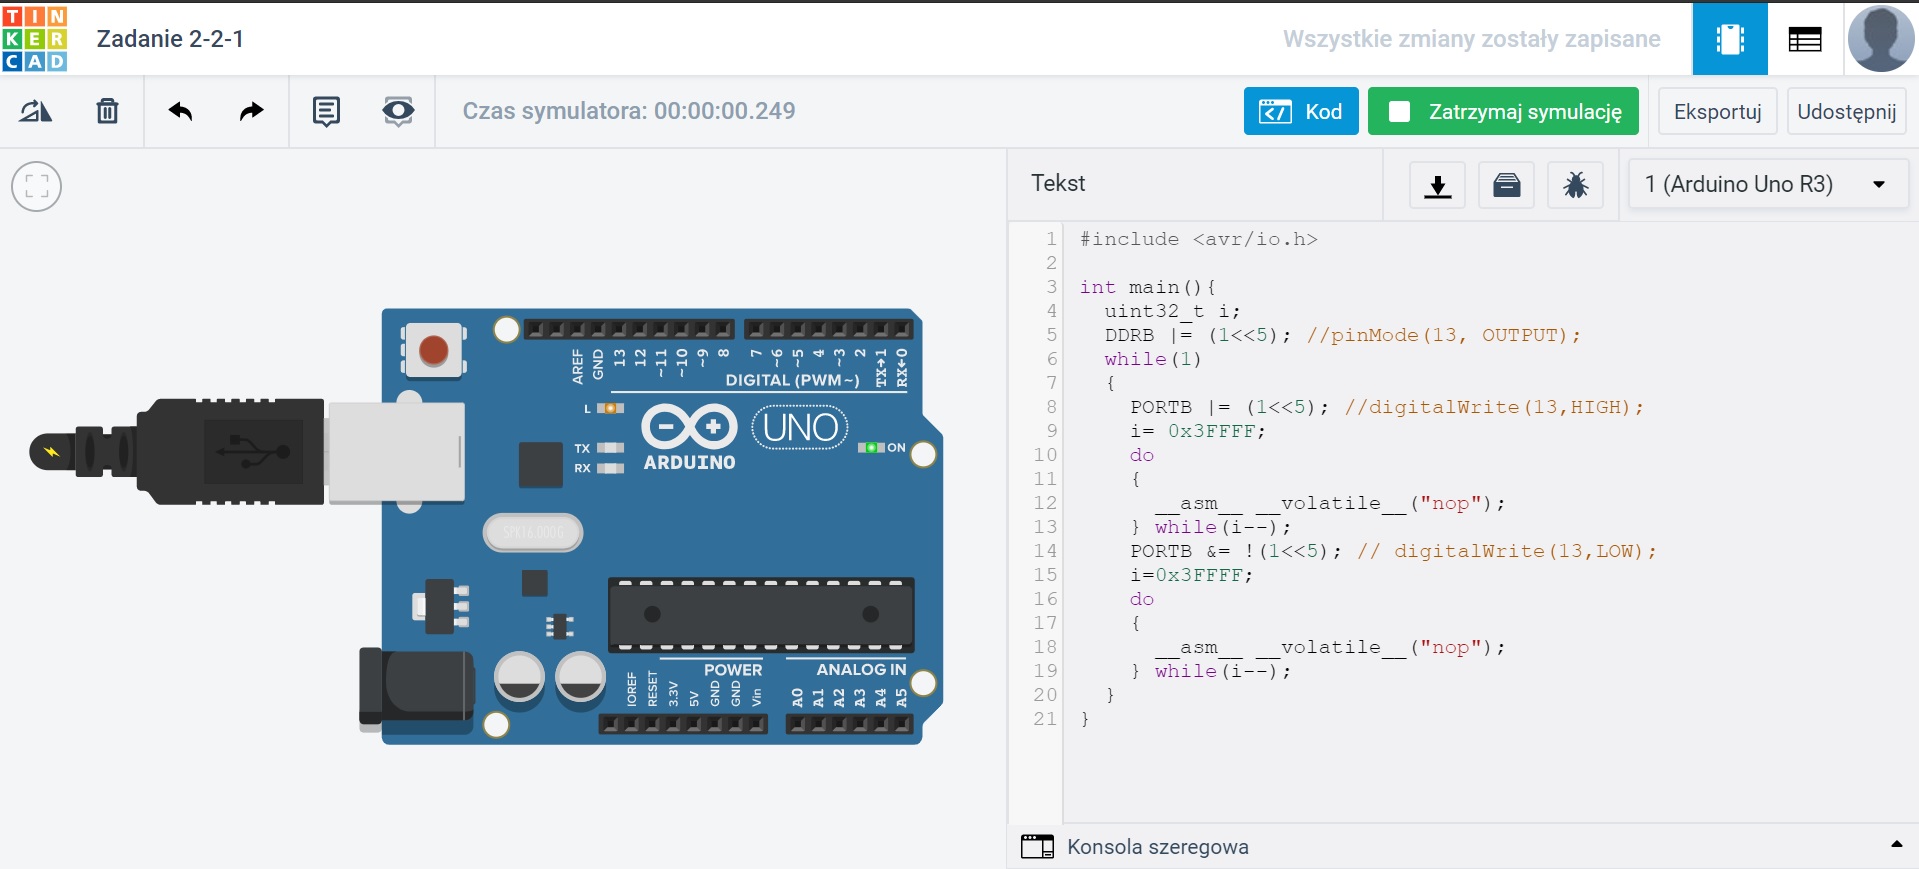 TIN
KER
CAD
Zadanie 2-2-1
Wszystkie zmiany zostały zapisane
Czas symulatora: 00:00:00.249
Kod
Zatrzymaj symulację
Eksportuj
Udostępnij
Tekst
1 (Arduino Uno R3)
AREF
GND
13
12
~11
~10
~9
8
7
~6
~5
4
~3
2
TX→1
RX←0
DIGITAL (PWM~)
L
TX
RX
ARDUINO
UNO
ON
SPK16.000G
POWER
ANALOG IN
IOREF
RESET
3.3V
5V
GND
GND
Vin
A0
A1
A2
A3
A4
A5
1 #include <avr/io.h>
2
3 int main(){
4   uint32_t i;
5   DDRB |= (1<<5); //pinMode(13, OUTPUT);
6   while(1)
7   {
8     PORTB |= (1<<5); //digitalWrite(13,HIGH);
9     i= 0x3FFFF;
10     do
11     {
12       __asm__ __volatile__("nop");
13     } while(i--);
14     PORTB &= !(1<<5); // digitalWrite(13,LOW);
15     i=0x3FFFF;
16     do
17     {
18       __asm__ __volatile__("nop");
19     } while(i--);
20   }
21 }
Konsola szeregowa